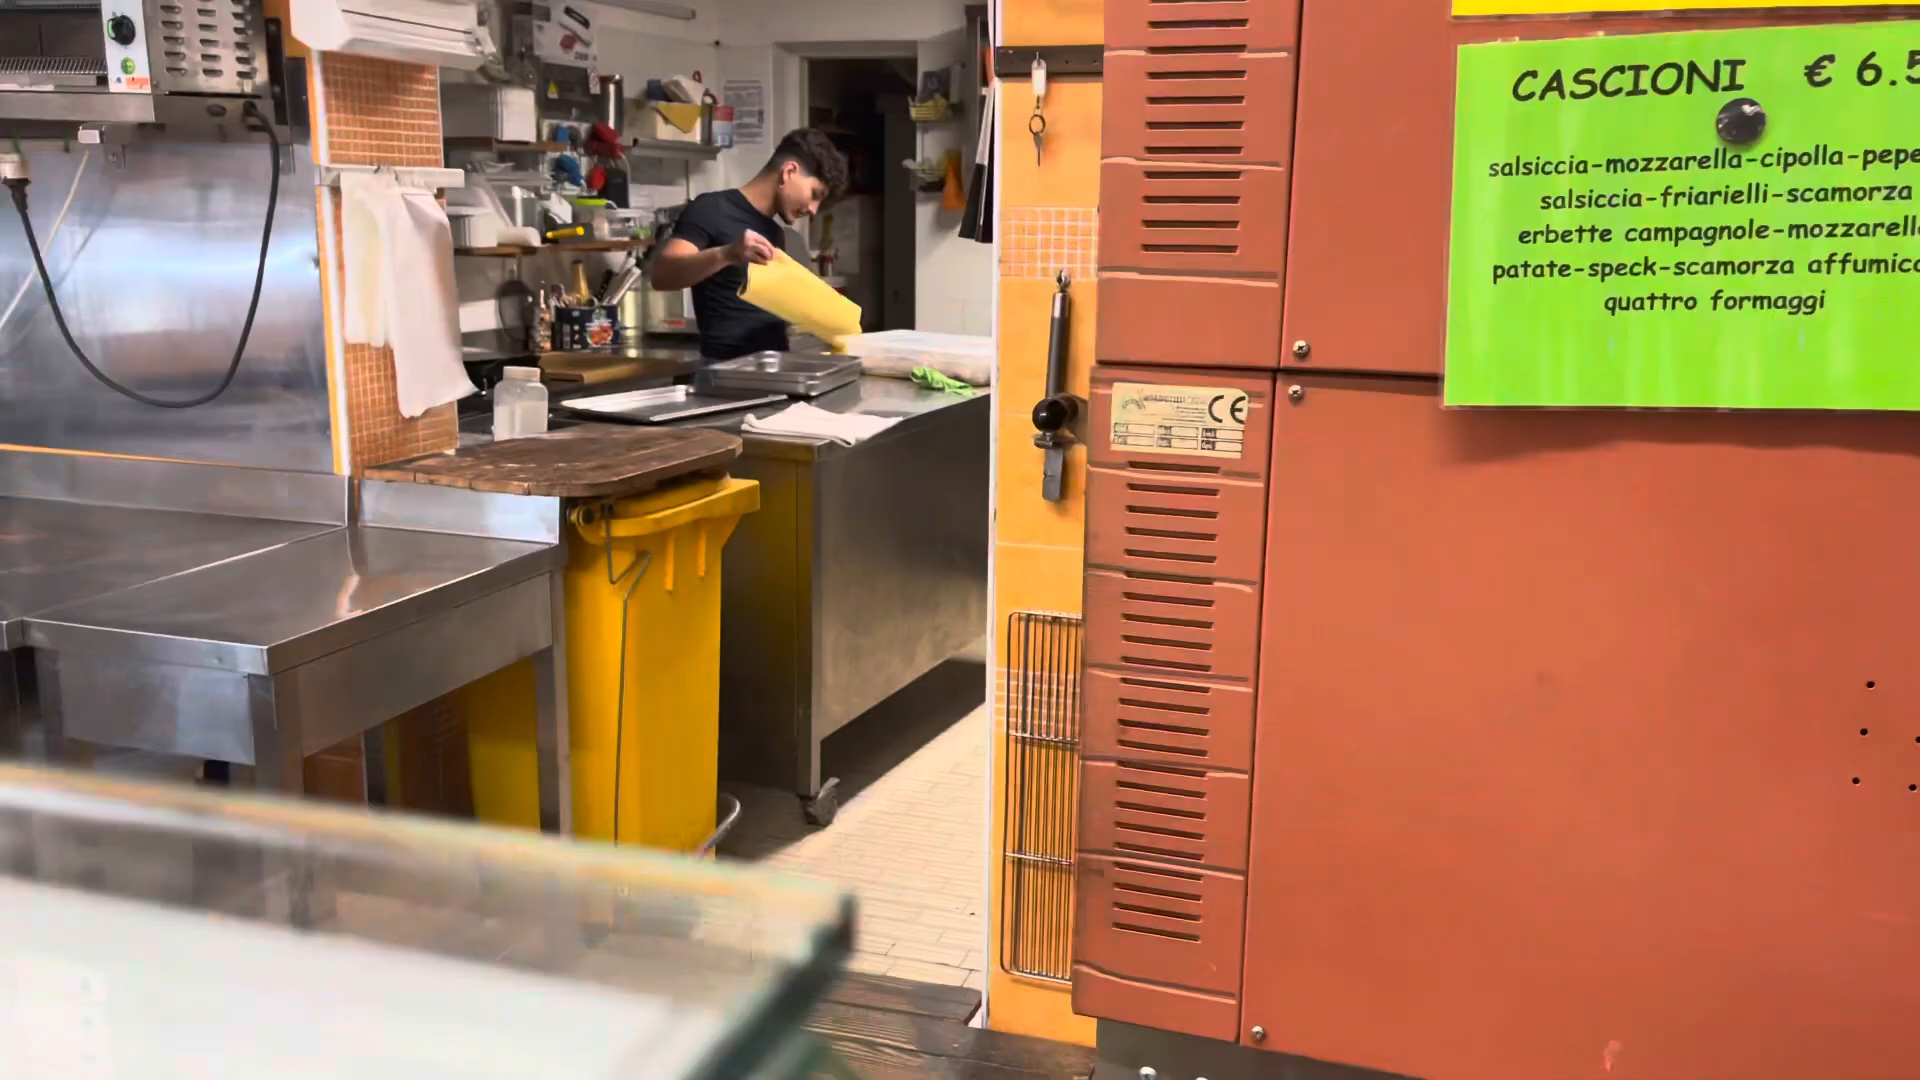 CASCIONI € 6.5
salsiccia-mozzarella-cipolla-pepe
salsiccia-friarielli-scamorza
erbette campagnole-mozzarella
patate-speck-scamorza affumica
quattro formaggi
CE